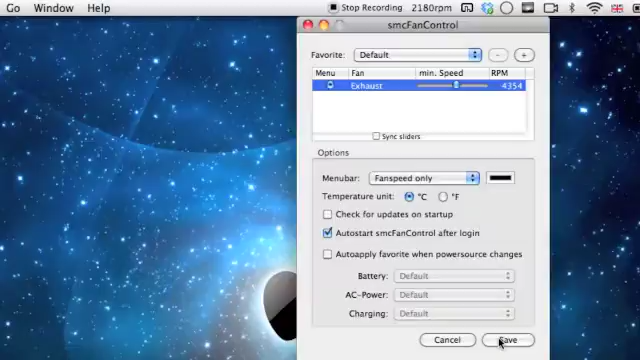 Go Window Help Stop Recording 2180rpm
smcFanControl
Favorite: Default - +
Menu Fan min. Speed RPM
Exhaust 4354
Sync sliders
Options
Menubar: Fanspeed only
Temperature unit: °C °F
Check for updates on startup
Autostart smcFanControl after login
Autoapply favorite when powersource changes
Battery: Default
AC-Power: Default
Charging: Default
Cancel Save